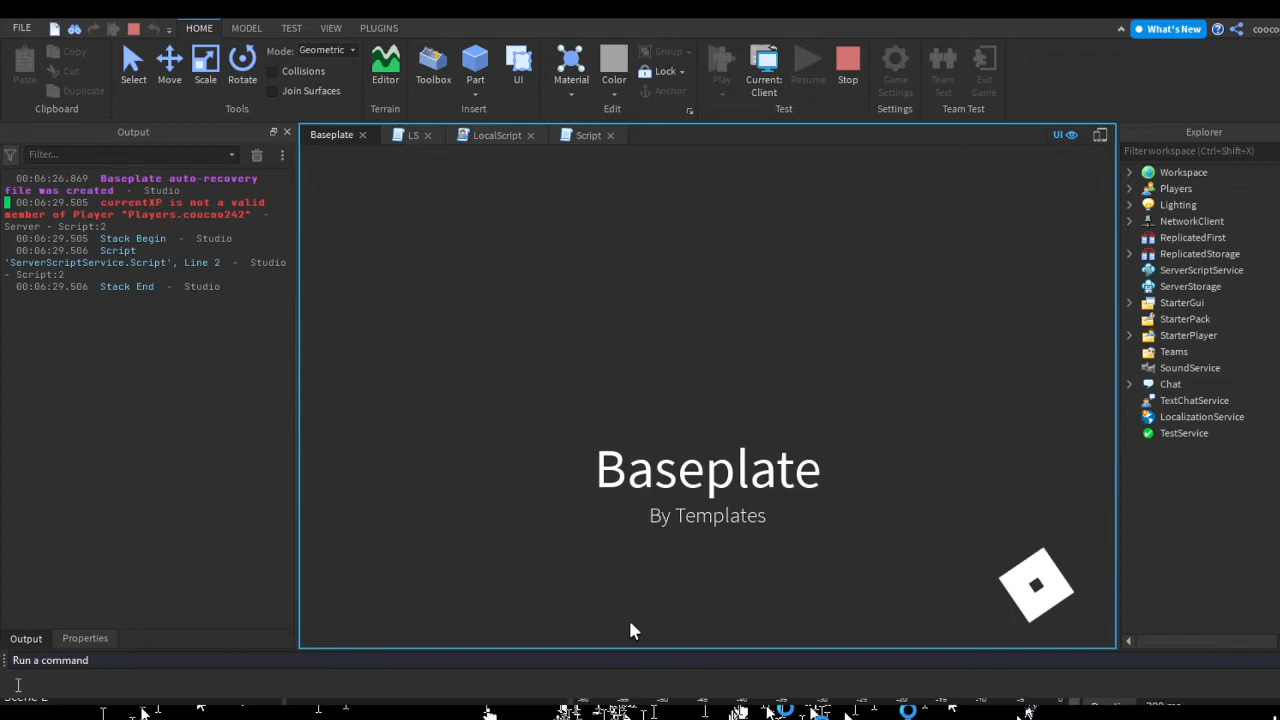 FILE HOME MODEL TEST VIEW PLUGINS What's New
Paste Copy Cut Duplicate Clipboard
Select Move Scale Rotate Mode: Geometric Collisions Join Surfaces Tools
Editor Terrain
Toolbox Part UI Insert
Material Color Group Lock Anchor Edit
Play Current: Client Resume Stop Test
Game Settings Settings
Team Test Exit Game Team Test
Output
Filter...
00:06:26.869 Baseplate auto-recovery
file was created - Studio
00:06:29.505 currentXP is not a valid
member of Player "Players.coocoo242" -
Server - Script:2
00:06:29.505 Stack Begin - Studio
00:06:29.506 Script
'ServerScriptService.Script', Line 2 - Studio
- Script:2
00:06:29.506 Stack End - Studio
Output Properties
Run a command
Baseplate LS LocalScript Script UI
Baseplate
By Templates
Explorer
Filter workspace (Ctrl+Shift+X)
Workspace
Players
Lighting
NetworkClient
ReplicatedFirst
ReplicatedStorage
ServerScriptService
ServerStorage
StarterGui
StarterPack
StarterPlayer
Teams
SoundService
Chat
TextChatService
LocalizationService
TestService